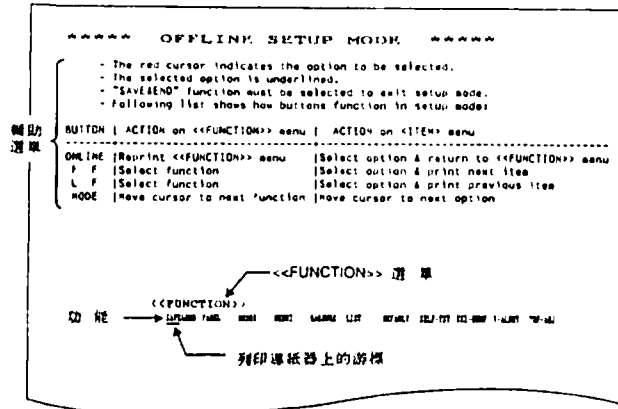 ***** OFFLINE SETUP MODE *****
- The red cursor indicates the option to be selected.
- The selected option is underlined.
- "SAVE&END" function must be selected to exit setup mode.
- Following list shows how buttons function in setup mode:
輔助
選單
BUTTON | ACTION on <<FUNCTION>> menu | ACTION on <ITEM> menu
ONLINE |Reprint <<FUNCTION>> menu |Select option & return to <<FUNCTION>> menu
F F |Select function |Select option & print next item
L F |Select function |Select option & print previous item
MODE |Move cursor to next function |Move cursor to next option
<<FUNCTION>> 選單
<<FUNCTION>>
功能 LIST
列印導紙器上的游標